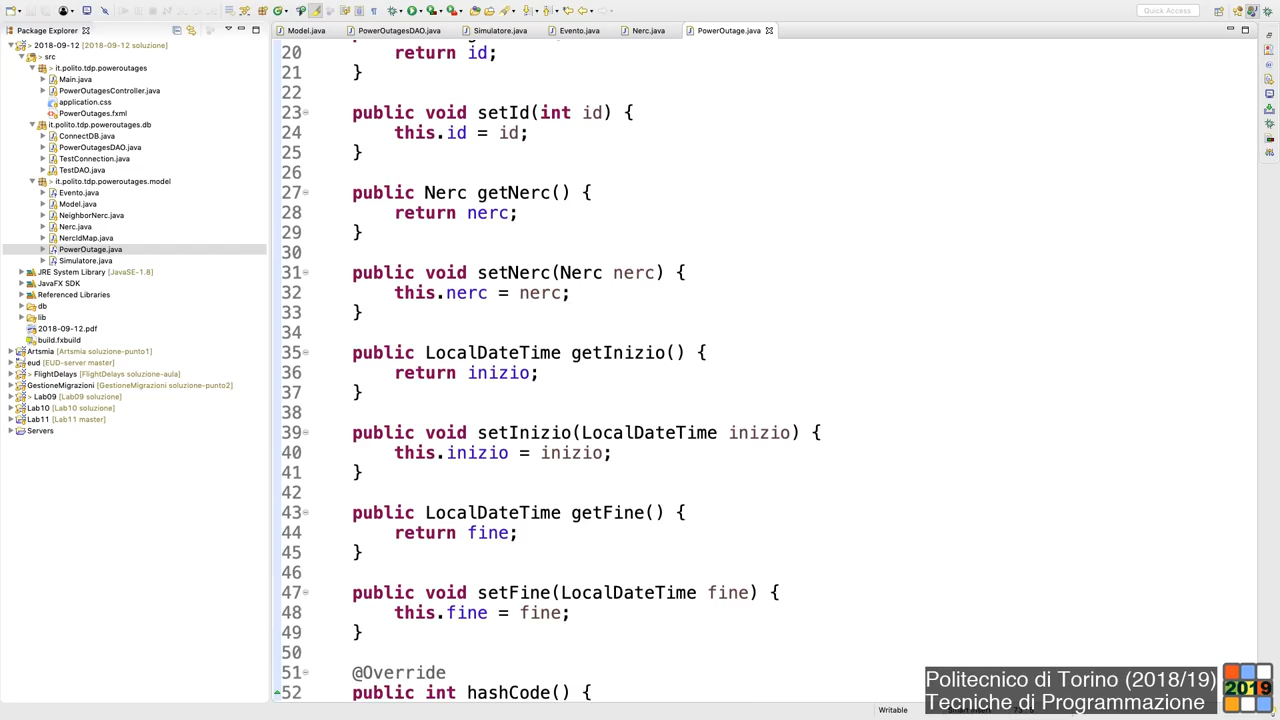 Quick Access
Package Explorer
Model.java
PowerOutagesDAO.java
Simulatore.java
Evento.java
Nerc.java
PowerOutage.java
> 2018-09-12 [2018-09-12 soluzione]
> src
> it.polito.tdp.poweroutages
Main.java
PowerOutagesController.java
application.css
PowerOutages.fxml
it.polito.tdp.poweroutages.db
ConnectDB.java
PowerOutagesDAO.java
TestConnection.java
TestDAO.java
> it.polito.tdp.poweroutages.model
Evento.java
Model.java
NeighborNerc.java
Nerc.java
NercIdMap.java
PowerOutage.java
Simulatore.java
JRE System Library [JavaSE-1.8]
JavaFX SDK
Referenced Libraries
db
lib
2018-09-12.pdf
build.fxbuild
Artsmia [Artsmia soluzione-punto1]
eud [EUD-server master]
> FlightDelays [FlightDelays soluzione-aula]
GestioneMigrazioni [GestioneMigrazioni soluzione-punto2]
> Lab09 [Lab09 soluzione]
Lab10 [Lab10 soluzione]
Lab11 [Lab11 master]
Servers
20 return id;
21 }
22
23 public void setId(int id) {
24 this.id = id;
25 }
26
27 public Nerc getNerc() {
28 return nerc;
29 }
30
31 public void setNerc(Nerc nerc) {
32 this.nerc = nerc;
33 }
34
35 public LocalDateTime getInizio() {
36 return inizio;
37 }
38
39 public void setInizio(LocalDateTime inizio) {
40 this.inizio = inizio;
41 }
42
43 public LocalDateTime getFine() {
44 return fine;
45 }
46
47 public void setFine(LocalDateTime fine) {
48 this.fine = fine;
49 }
50
51 @Override
52 public int hashCode() {
Writable
Politecnico di Torino (2018/19)
Tecniche di Programmazione
2019